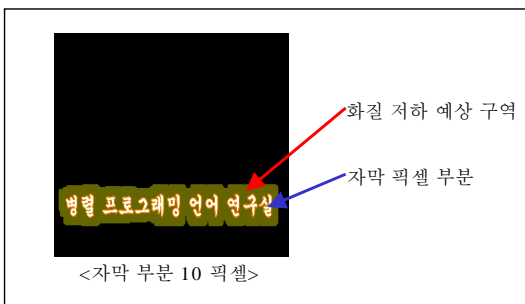 화질 저하 예상 구역
자막 픽셀 부분
병렬 프로그래밍 언어 연구실
<자막 부분 10 픽셀>